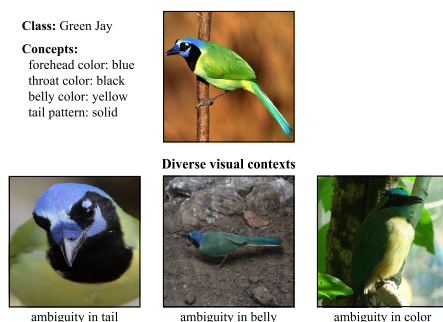 Class: Green Jay
Concepts:
forehead color: blue
throat color: black
belly color: yellow
tail pattern: solid
Diverse visual contexts
ambiguity in tail
ambiguity in belly
ambiguity in color